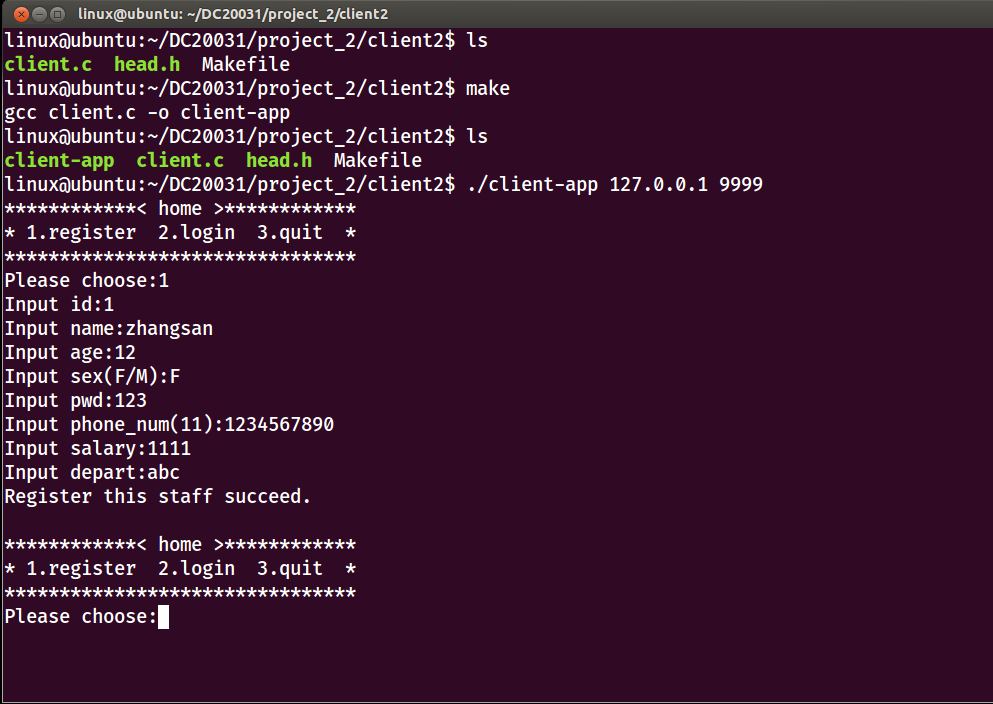 linux@ubuntu: ~/DC20031/project_2/client2
linux@ubuntu:~/DC20031/project_2/client2$ ls
client.c  head.h  Makefile
linux@ubuntu:~/DC20031/project_2/client2$ make
gcc client.c -o client-app
linux@ubuntu:~/DC20031/project_2/client2$ ls
client-app  client.c  head.h  Makefile
linux@ubuntu:~/DC20031/project_2/client2$ ./client-app 127.0.0.1 9999
************< home >************
* 1.register  2.login  3.quit  *
********************************
Please choose:1
Input id:1
Input name:zhangsan
Input age:12
Input sex(F/M):F
Input pwd:123
Input phone_num(11):1234567890
Input salary:1111
Input depart:abc
Register this staff succeed.
************< home >************
* 1.register  2.login  3.quit  *
********************************
Please choose: